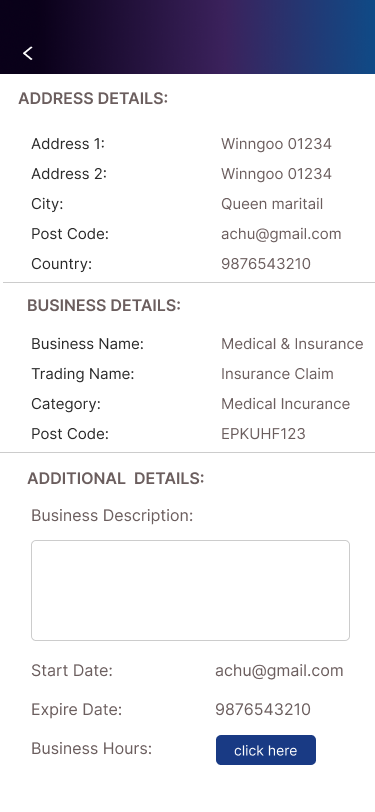 ADDRESS DETAILS:
Address 1: Winngoo 01234
Address 2: Winngoo 01234
City: Queen maritail
Post Code: achu@gmail.com
Country: 9876543210
BUSINESS DETAILS:
Business Name: Medical & Insurance
Trading Name: Insurance Claim
Category: Medical Incurance
Post Code: EPKUHF123
ADDITIONAL DETAILS:
Business Description:
Start Date: achu@gmail.com
Expire Date: 9876543210
Business Hours: click here